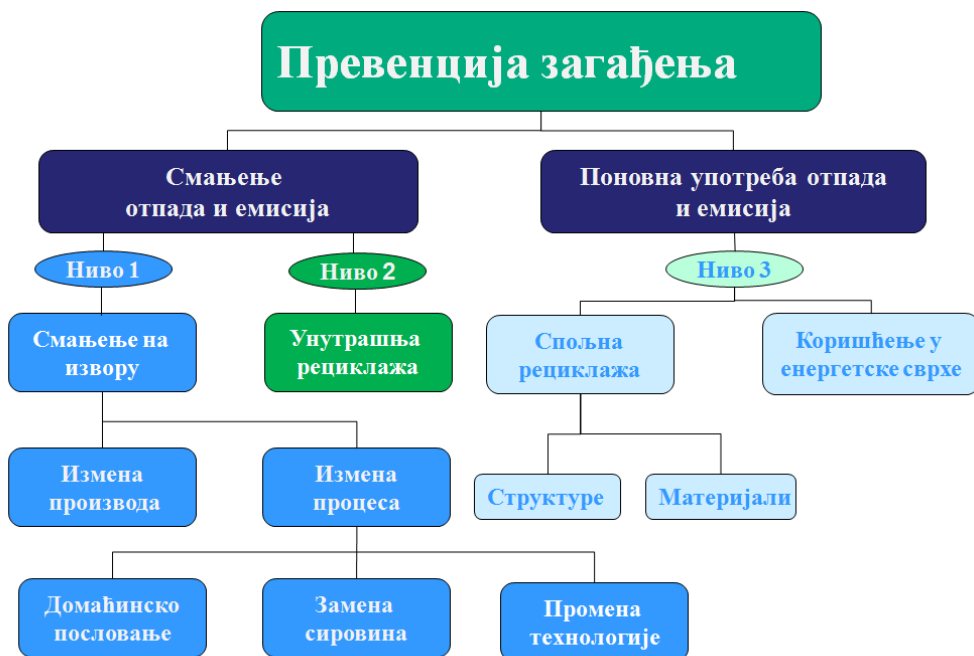 Превенција загађења
Смањење
отпада и емисија
Поновна употреба отпада
и емисија
Ниво 1
Ниво 2
Ниво 3
Смањење на
извору
Унутрашња
рециклажа
Спољна
рециклажа
Коришћење у
енергетске сврхе
Измена
производа
Измена
процеса
Структуре
Материјали
Домаћинско
пословање
Замена
сировина
Промена
технологије